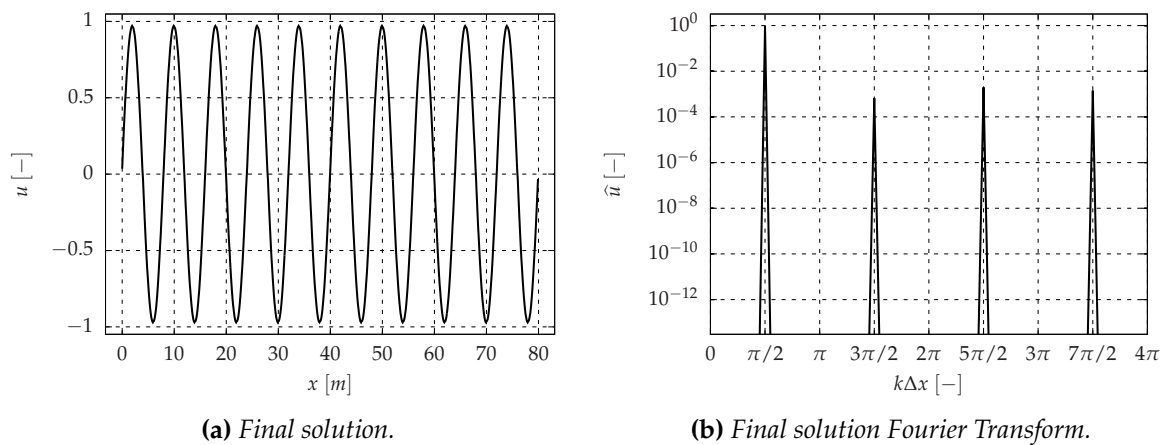 1
0.5
0
−0.5
−1
u [−]
0 10 20 30 40 50 60 70 80
x [m]
(a) Final solution.
10⁰
10⁻²
10⁻⁴
10⁻⁶
10⁻⁸
10⁻¹⁰
10⁻¹²
û [−]
0 π/2 π 3π/2 2π 5π/2 3π 7π/2 4π
kΔx [−]
(b) Final solution Fourier Transform.